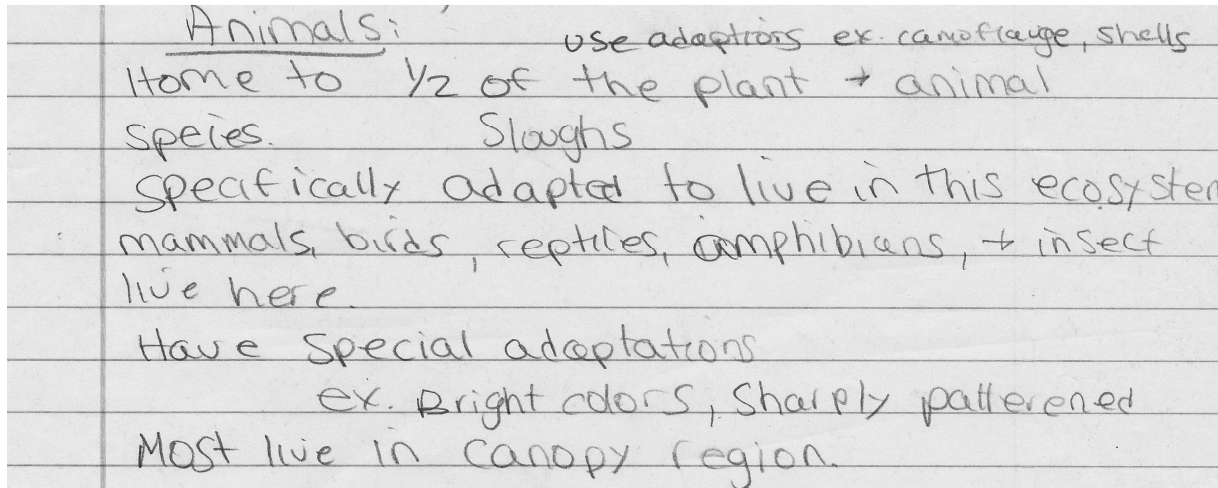 Animals: use adaptions ex. camoflauge, shells
Home to 1/2 of the plant + animal
speies. Sloughs
specifically adapted to live in this ecosystem
mammals, birds, reptiles, amphibians, + insect
live here.
Have special adaptations
ex. Bright colors, Sharply patterened
Most live in canopy region.